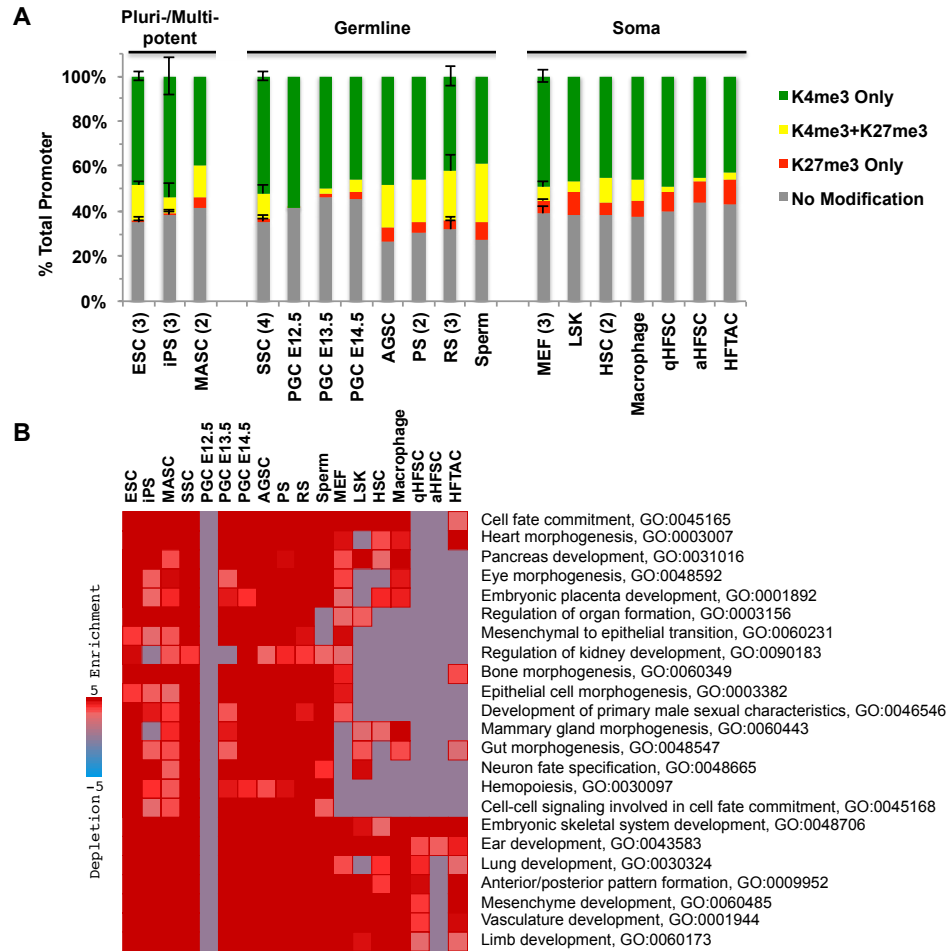 A
Pluri-/Multi-
potent
Germline
Soma
% Total Promoter
100%
80%
60%
40%
20%
0%
K4me3 Only
K4me3+K27me3
K27me3 Only
No Modification
ESC (3)
iPS (3)
MASC (2)
SSC (4)
PGC E12.5
PGC E13.5
PGC E14.5
AGSC
PS (2)
RS (3)
Sperm
MEF (3)
LSK
HSC (2)
Macrophage
qHFSC
aHFSC
HFTAC
B
ESC
iPS
MASC
SSC
PGC E12.5
PGC E13.5
PGC E14.5
AGSC
PS
RS
Sperm
MEF
LSK
HSC
Macrophage
qHFSC
aHFSC
HFTAC
Enrichment
5
-5
Depletion
Cell fate commitment, GO:0045165
Heart morphogenesis, GO:0003007
Pancreas development, GO:0031016
Eye morphogenesis, GO:0048592
Embryonic placenta development, GO:0001892
Regulation of organ formation, GO:0003156
Mesenchymal to epithelial transition, GO:0060231
Regulation of kidney development, GO:0090183
Bone morphogenesis, GO:0060349
Epithelial cell morphogenesis, GO:0003382
Development of primary male sexual characteristics, GO:0046546
Mammary gland morphogenesis, GO:0060443
Gut morphogenesis, GO:0048547
Neuron fate specification, GO:0048665
Hemopoiesis, GO:0030097
Cell-cell signaling involved in cell fate commitment, GO:0045168
Embryonic skeletal system development, GO:0048706
Ear development, GO:0043583
Lung development, GO:0030324
Anterior/posterior pattern formation, GO:0009952
Mesenchyme development, GO:0060485
Vasculature development, GO:0001944
Limb development, GO:0060173